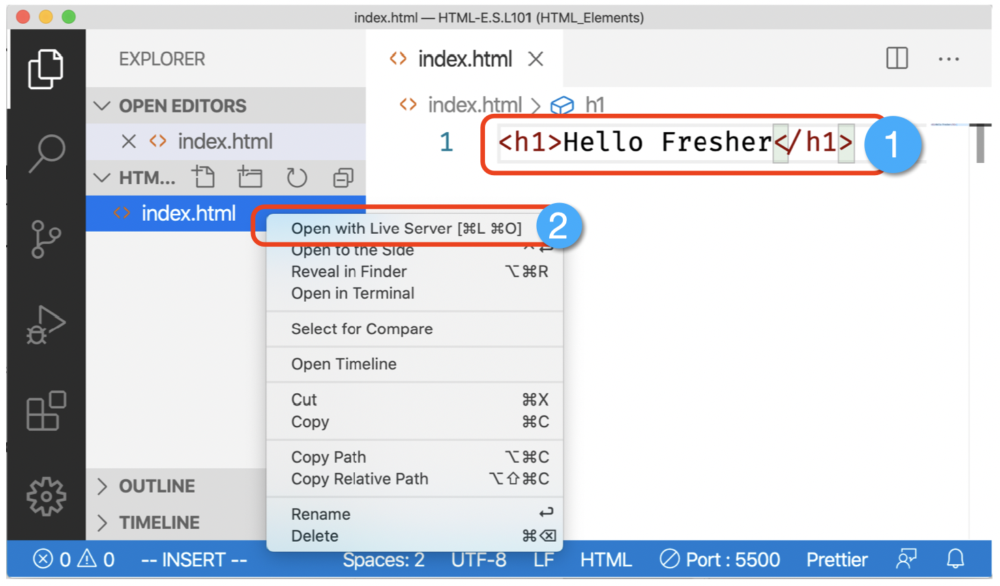 index.html — HTML-E.S.L101 (HTML_Elements)
EXPLORER
OPEN EDITORS
index.html
HTM...
index.html
index.html
index.html > h1
1 <h1>Hello Fresher</h1>
1
Open with Live Server [⌘L ⌘O]
2
Open to the Side ^↩
Reveal in Finder ⌥⌘R
Open in Terminal
Select for Compare
Open Timeline
Cut ⌘X
Copy ⌘C
Copy Path ⌥⌘C
Copy Relative Path ⌥⇧⌘C
Rename ↩
Delete ⌘⌫
OUTLINE
TIMELINE
0 0 -- INSERT -- Spaces: 2 UTF-8 LF HTML Port : 5500 Prettier